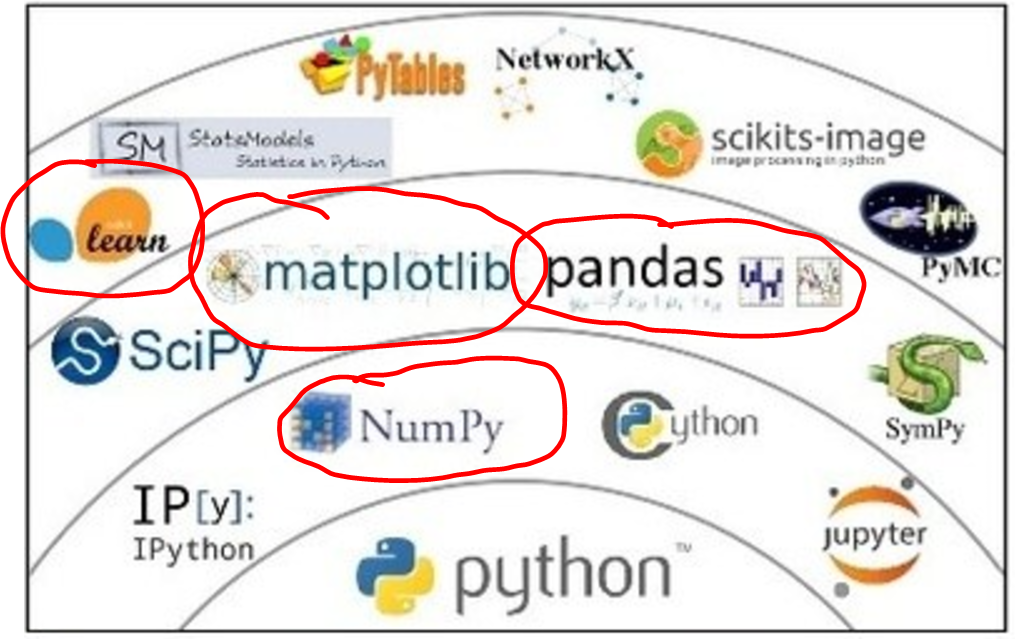 PyTables
NetworkX
SM
StatsModels
Statistics in Python
scikits-image
image processing in python
learn
matplotlib
pandas
PyMC
SciPy
NumPy
Cython
SymPy
IP[y]:
IPython
jupyter
python™